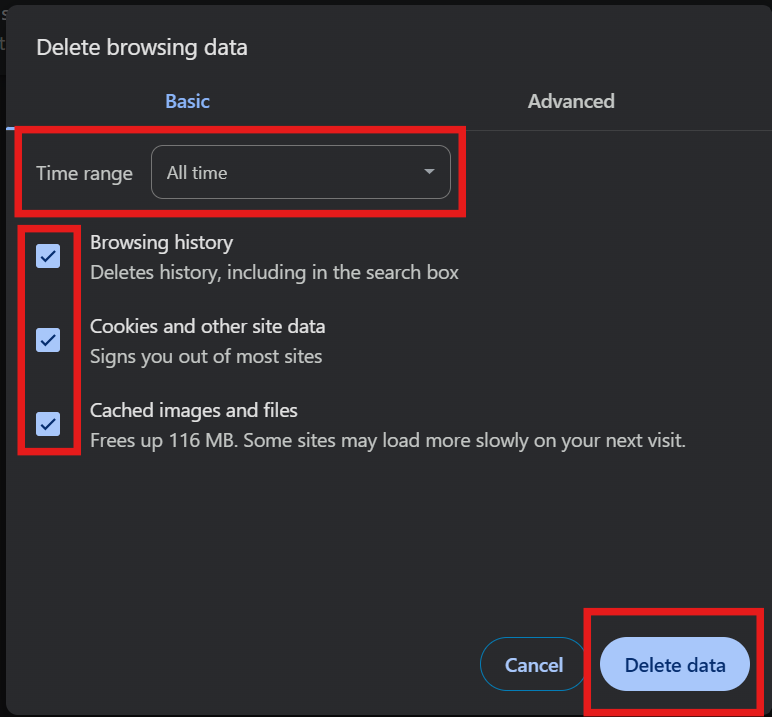 Delete browsing data
Basic
Advanced
Time range
All time
Browsing history
Deletes history, including in the search box
Cookies and other site data
Signs you out of most sites
Cached images and files
Frees up 116 MB. Some sites may load more slowly on your next visit.
Cancel
Delete data